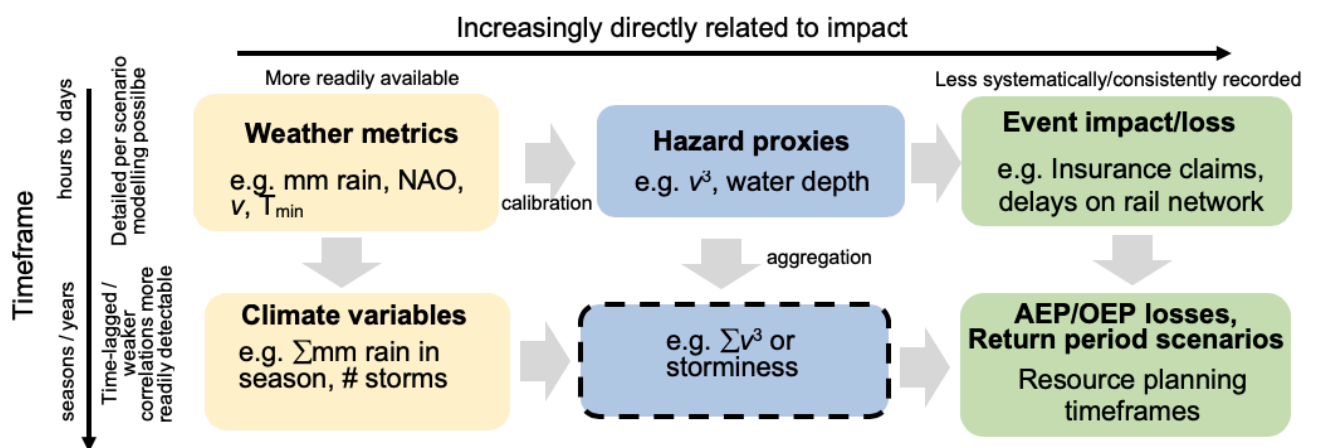 Increasingly directly related to impact
More readily available
Less systematically/consistently recorded
Timeframe
hours to days
Detailed per scenario
modelling possilbe
seasons / years
Time-lagged /
weaker
correlations more
readily detectable
Weather metrics
e.g. mm rain, NAO,
v, Tmin
calibration
Hazard proxies
e.g. v³, water depth
Event impact/loss
e.g. Insurance claims,
delays on rail network
aggregation
Climate variables
e.g. ∑mm rain in
season, # storms
e.g. ∑v³ or
storminess
AEP/OEP losses,
Return period scenarios
Resource planning
timeframes